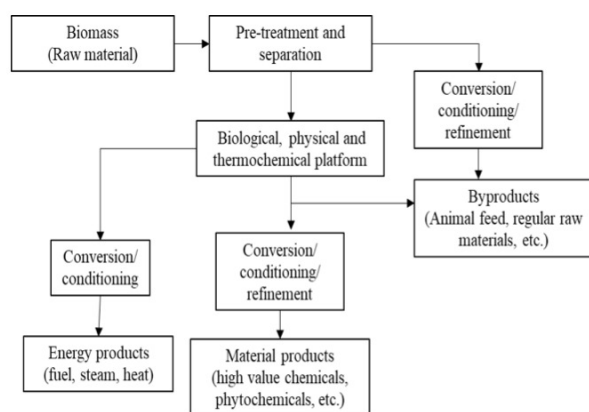 Biomass
(Raw material)
Pre-treatment and
separation
Conversion/
conditioning/
refinement
Biological, physical and
thermochemical platform
Byproducts
(Animal feed, regular raw
materials, etc.)
Conversion/
conditioning
Conversion/
conditioning/
refinement
Energy products
(fuel, steam, heat)
Material products
(high value chemicals,
phytochemicals, etc.)